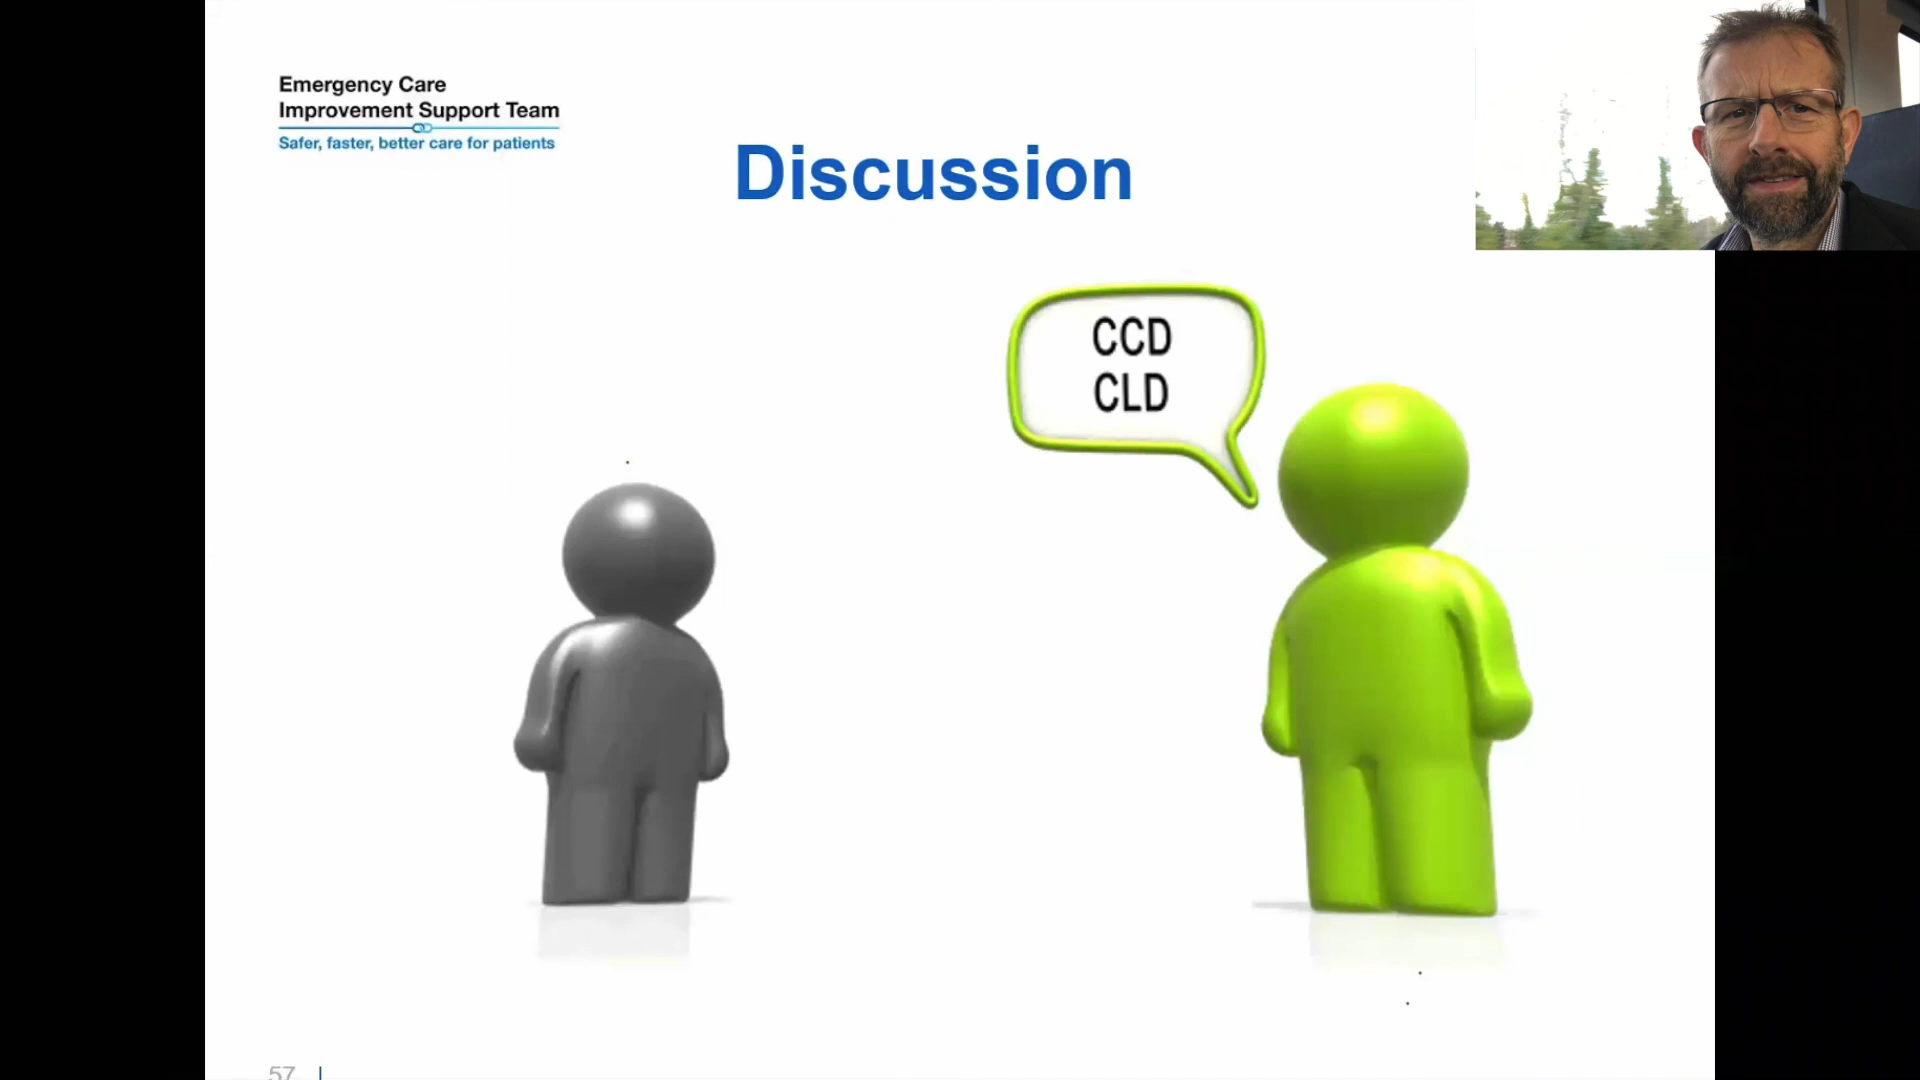 Emergency Care
Improvement Support Team
Safer, faster, better care for patients
Discussion
CCD
CLD
57